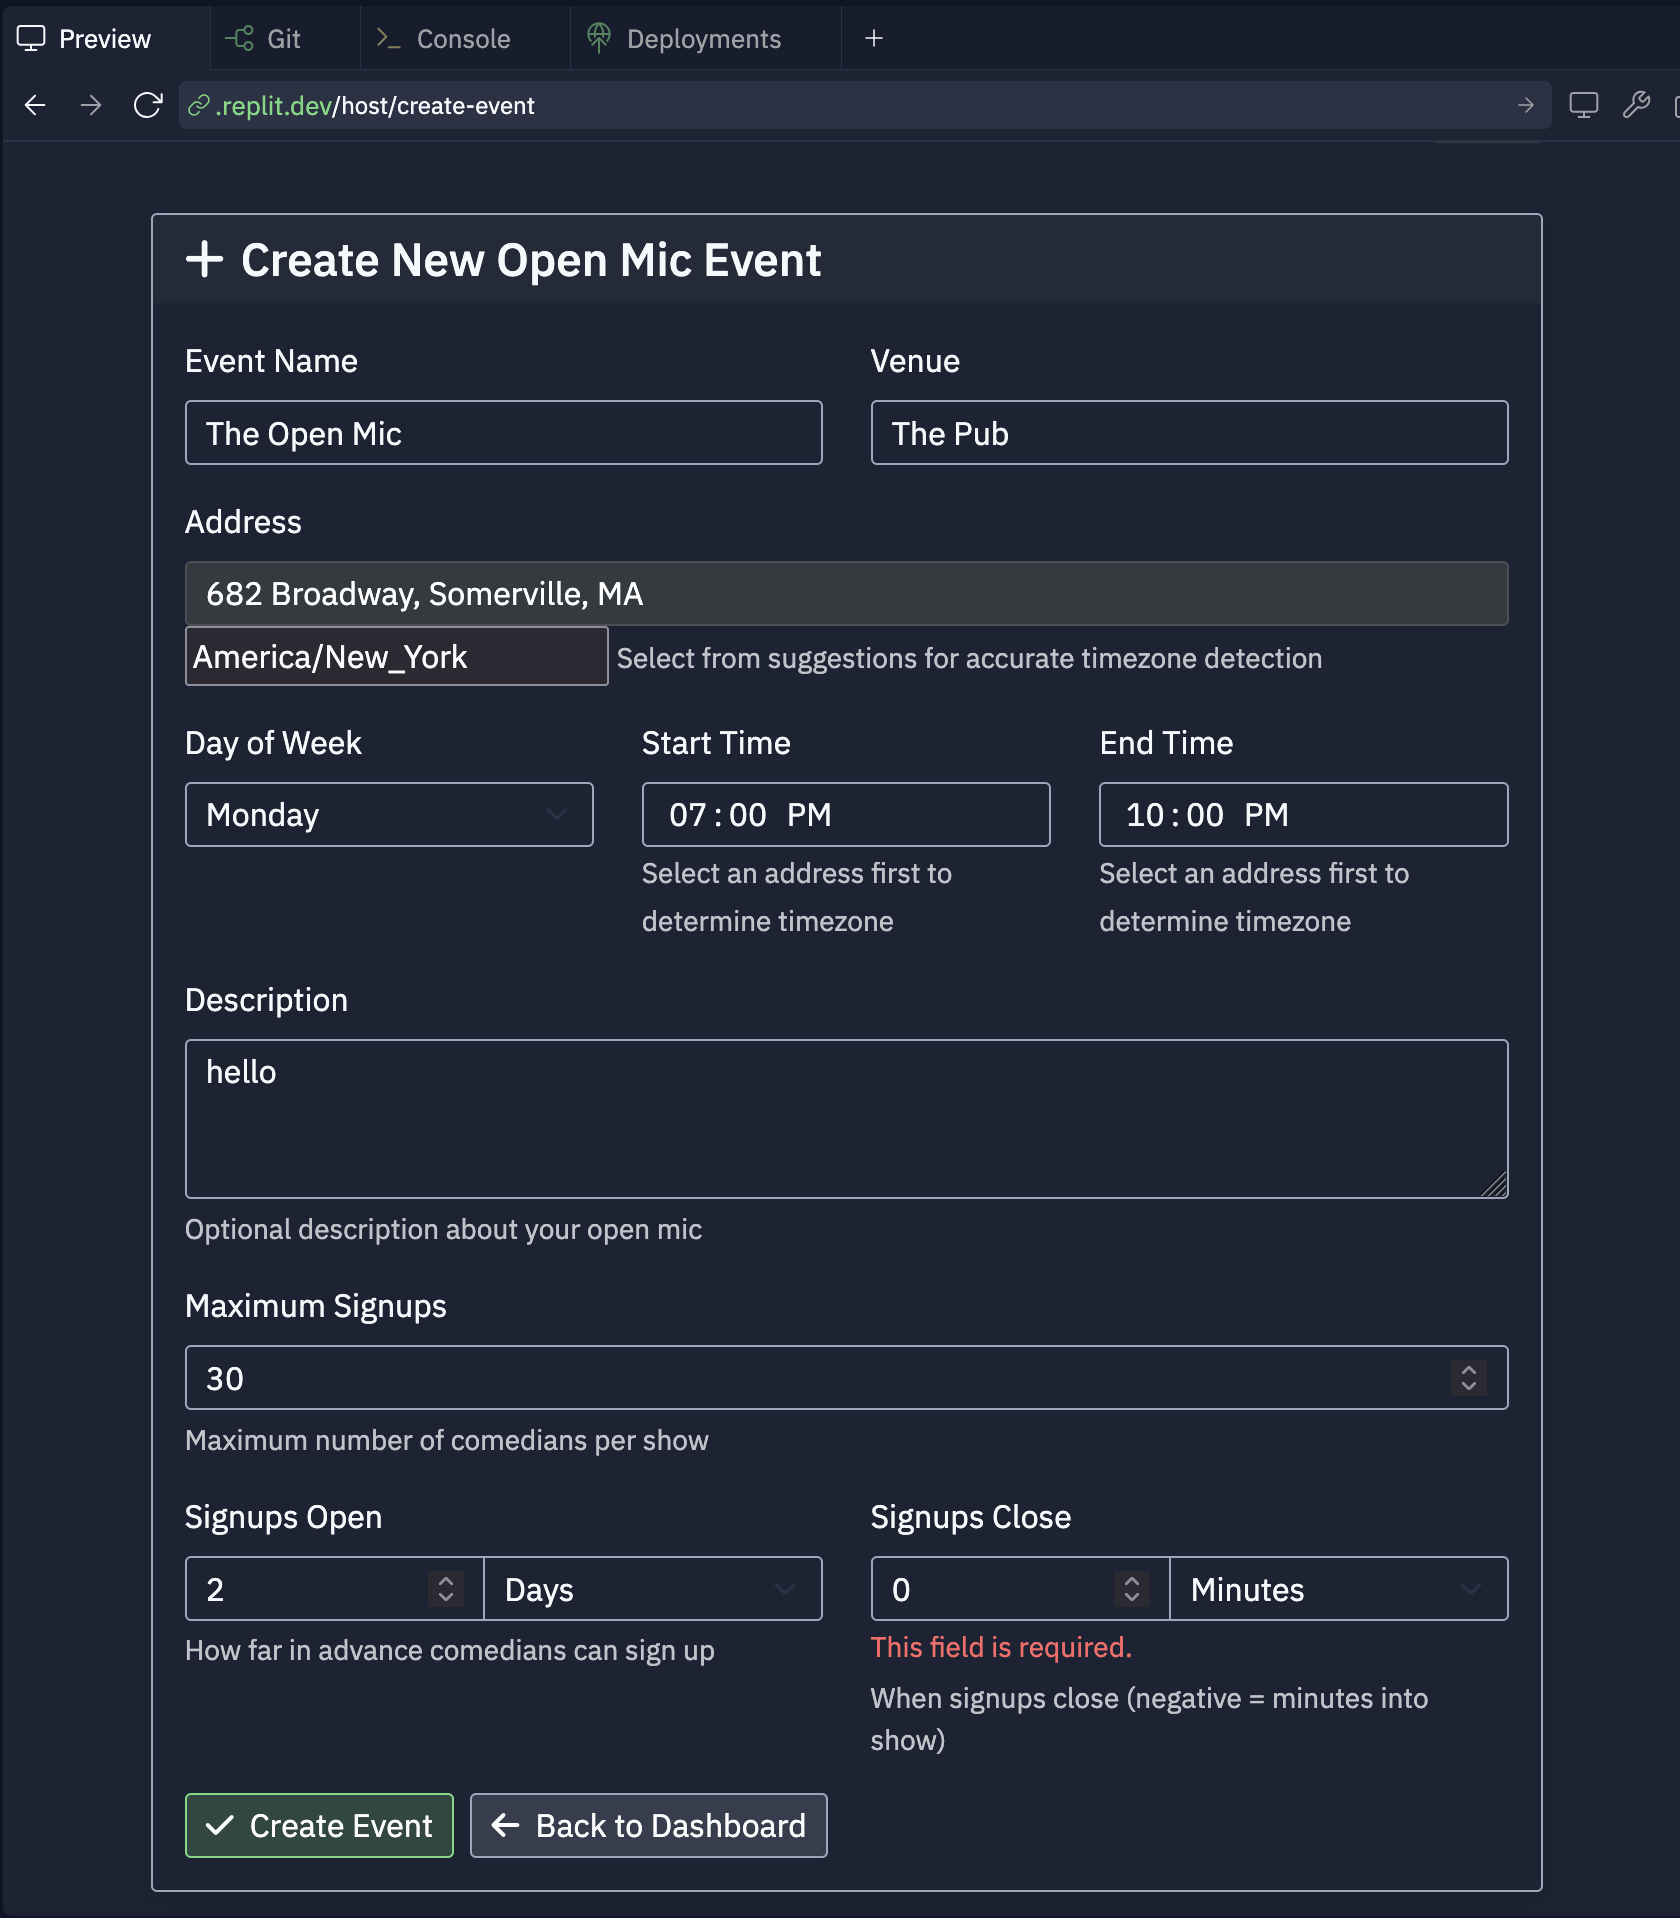 Preview
Git
Console
Deployments
.replit.dev/host/create-event
Create New Open Mic Event
Event Name
Venue
The Open Mic
The Pub
Address
682 Broadway, Somerville, MA
America/New_York
Select from suggestions for accurate timezone detection
Day of Week
Start Time
End Time
Monday
07:00 PM
10:00 PM
Select an address first to
determine timezone
Select an address first to
determine timezone
Description
hello
Optional description about your open mic
Maximum Signups
30
Maximum number of comedians per show
Signups Open
Signups Close
2
Days
0
Minutes
How far in advance comedians can sign up
This field is required.
When signups close (negative = minutes into
show)
Create Event
Back to Dashboard